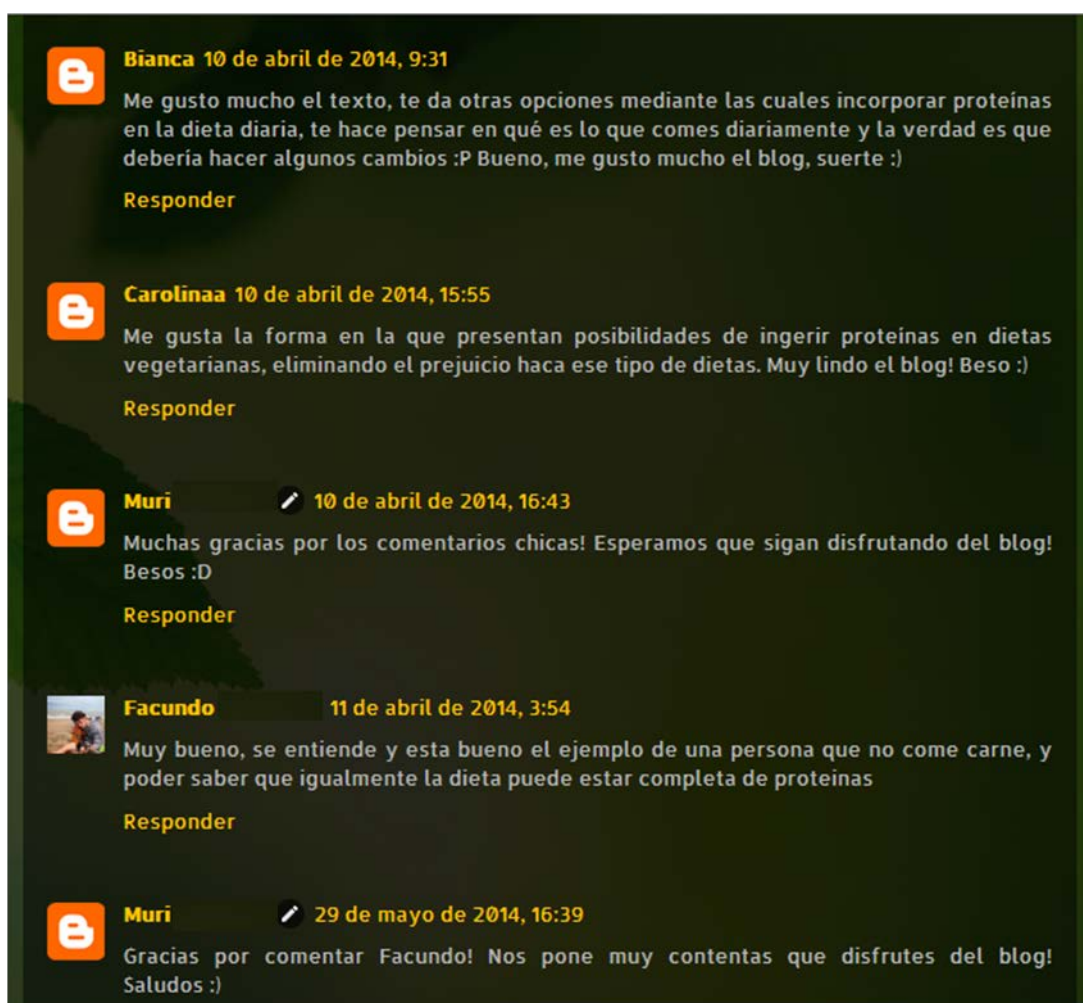 Bianca 10 de abril de 2014, 9:31
Me gusto mucho el texto, te da otras opciones mediante las cuales incorporar proteínas
en la dieta diaria, te hace pensar en qué es lo que comes diariamente y la verdad es que
debería hacer algunos cambios :P Bueno, me gusto mucho el blog, suerte :)
Responder
Carolinaa 10 de abril de 2014, 15:55
Me gusta la forma en la que presentan posibilidades de ingerir proteínas en dietas
vegetarianas, eliminando el prejuicio haca ese tipo de dietas. Muy lindo el blog! Beso :)
Responder
Muri 10 de abril de 2014, 16:43
Muchas gracias por los comentarios chicas! Esperamos que sigan disfrutando del blog!
Besos :D
Responder
Facundo 11 de abril de 2014, 3:54
Muy bueno, se entiende y esta bueno el ejemplo de una persona que no come carne, y
poder saber que igualmente la dieta puede estar completa de proteinas
Responder
Muri 29 de mayo de 2014, 16:39
Gracias por comentar Facundo! Nos pone muy contentas que disfrutes del blog!
Saludos :)